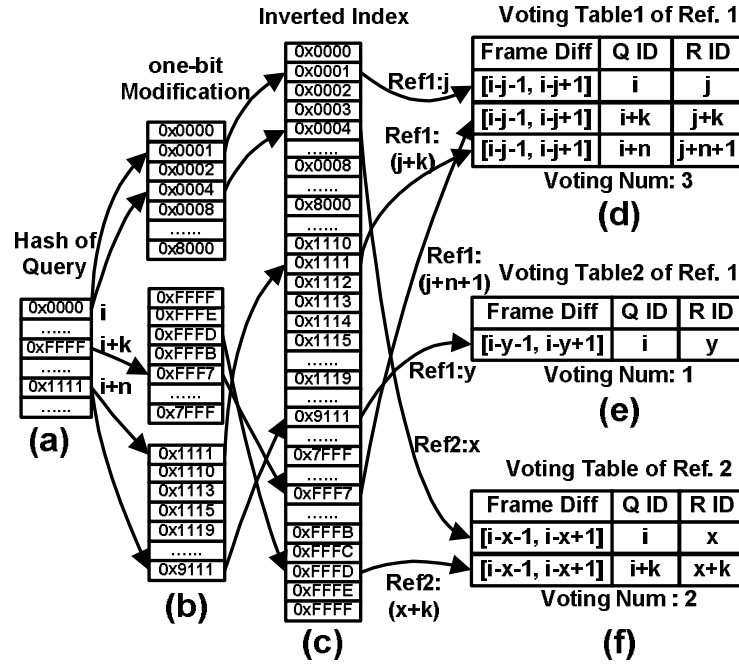 Hash of
Query
0x0000
......
0xFFFF
......
0x1111
......
(a)
i
j+k
i+n
one-bit
Modification
0x0000
0x0001
0x0002
0x0004
0x0008
......
0x8000
0xFFFF
0xFFFE
0xFFFD
0xFFFB
0xFFF7
......
0x7FFF
0x1111
0x1110
0x1113
0x1115
0x1119
......
0x9111
(b)
Inverted Index
0x0000
0x0001
0x0002
0x0003
0x0004
......
0x0008
......
0x8000
......
0x1110
0x1111
0x1112
0x1113
0x1114
0x1115
......
0x1119
......
0x9111
......
0x7FFF
......
0xFFF7
......
0xFFFB
0xFFFC
0xFFFD
0xFFFE
0xFFFF
(c)
Ref1:j
Ref1:
(j+k)
Ref1:
(j+n+1)
Ref1:y
Ref2:x
Ref2:
(x+k)
Voting Table1 of Ref. 1
Frame Diff Q ID R ID
[i-j-1, i-j+1] i j
[i-j-1, i-j+1] i+k j+k
[i-j-1, i-j+1] i+n j+n+1
Voting Num: 3
(d)
Voting Table2 of Ref. 1
Frame Diff Q ID R ID
[i-y-1, i-y+1] i y
Voting Num: 1
(e)
Voting Table of Ref. 2
Frame Diff Q ID R ID
[i-x-1, i-x+1] i x
[i-x-1, i-x+1] i+k x+k
Voting Num : 2
(f)